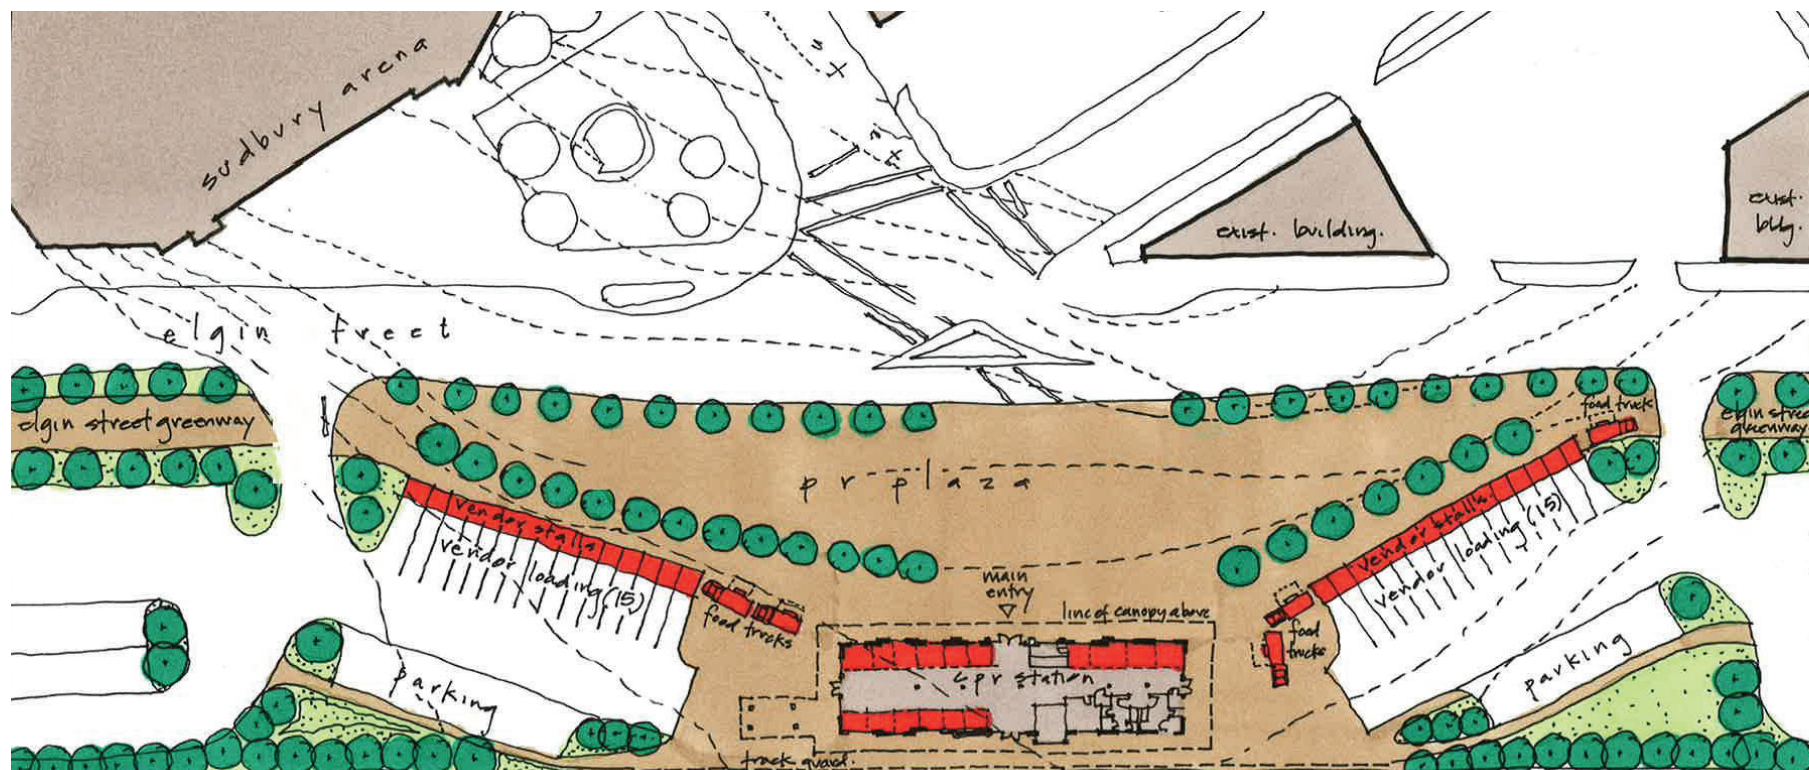 sudbury arena
exist. building.
exist.
bldg.
elgin street
elgin street greenway
food truck
elgin street
greenway
pr plaza
vendor stalls
vendor loading (15)
vendor stalls
vendor loading (15)
main
entry
line of canopy above
food trucks
food
trucks
cpr station
parking
parking
track guard.